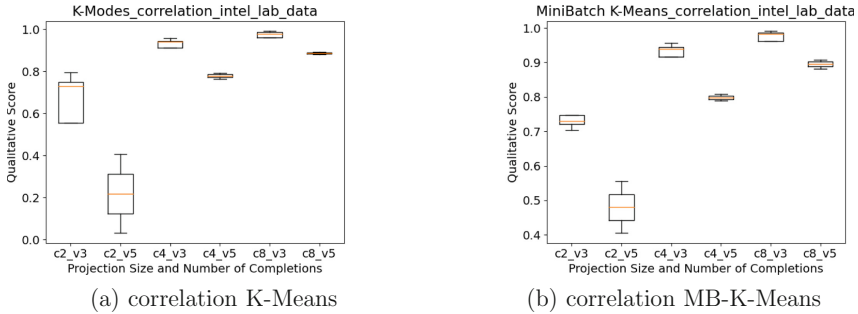 K-Modes_correlation_intel_lab_data
1.0
0.8
0.6
0.4
0.2
0.0
Qualitative Score
c2_v3 c2_v5 c4_v3 c4_v5 c8_v3 c8_v5
Projection Size and Number of Completions
(a) correlation K-Means
MiniBatch K-Means_correlation_intel_lab_data
1.0
0.9
0.8
0.7
0.6
0.5
0.4
Qualitative Score
c2_v3 c2_v5 c4_v3 c4_v5 c8_v3 c8_v5
Projection Size and Number of Completions
(b) correlation MB-K-Means